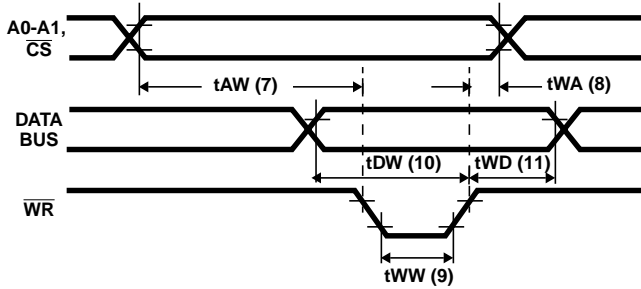 A0-A1,
CS
tAW (7)
tWA (8)
DATA
BUS
tDW (10)
tWD (11)
WR
tWW (9)